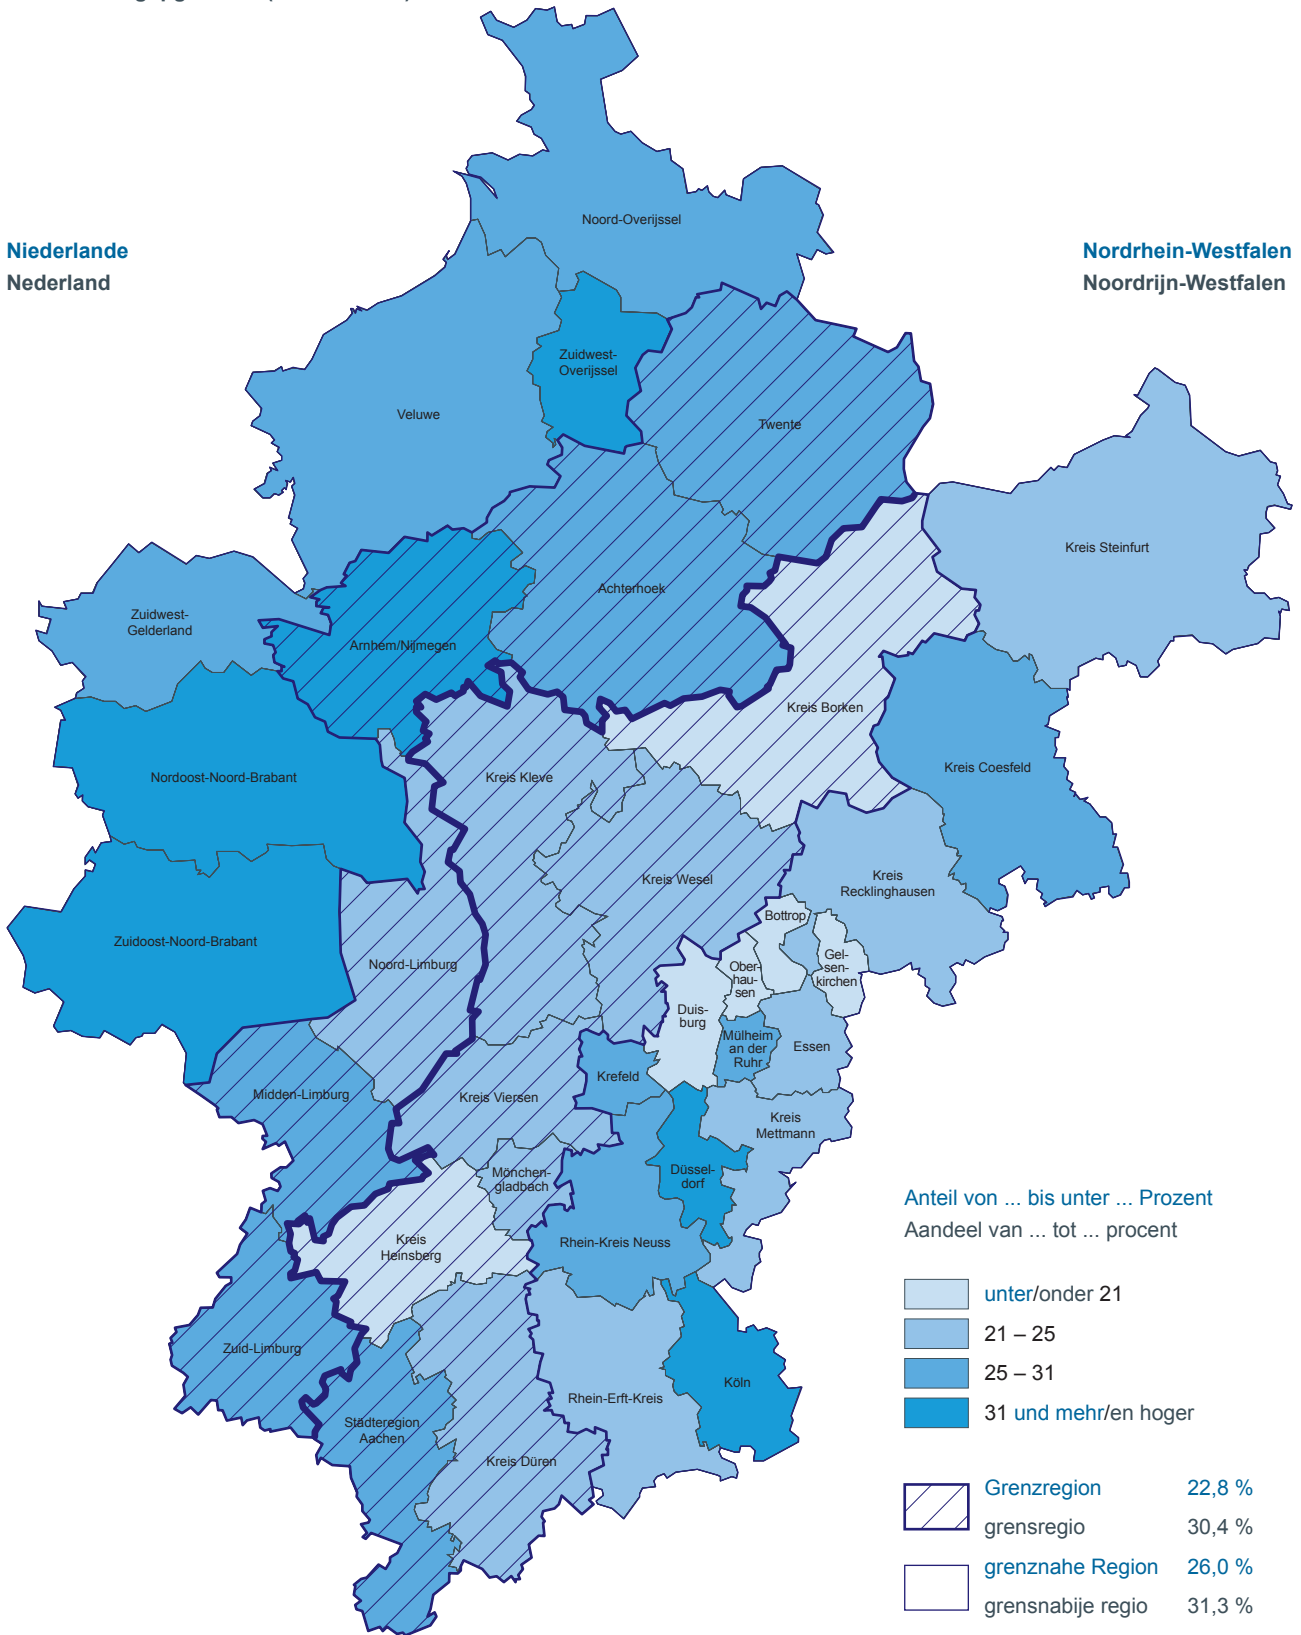 Niederlande
Nederland
Nordrhein-Westfalen
Noordrijn-Westfalen
Noord-Overijssel
Zuidwest-
Overijssel
Veluwe
Twente
Kreis Steinfurt
Achterhoek
Zuidwest-
Gelderland
Arnhem/Nijmegen
Kreis Borken
Kreis Coesfeld
Nordoost-Noord-Brabant
Kreis Kleve
Kreis Wesel
Kreis
Recklinghausen
Bottrop
Zuidoost-Noord-Brabant
Noord-Limburg
Gel-
sen-
kirchen
Ober-
hau-
sen
Duis-
burg
Mülheim
an der
Ruhr
Essen
Krefeld
Midden-Limburg
Kreis Viersen
Kreis
Mettmann
Mönchen-
gladbach
Düssel-
dorf
Kreis
Heinsberg
Rhein-Kreis Neuss
Zuid-Limburg
Köln
Rhein-Erft-Kreis
Städteregion
Aachen
Kreis Düren
Anteil von ... bis unter ... Prozent
Aandeel van ... tot ... procent
unter/onder 21
21 – 25
25 – 31
31 und mehr/en hoger
Grenzregion 22,8 %
grensregio 30,4 %
grenznahe Region 26,0 %
grensnabije regio 31,3 %